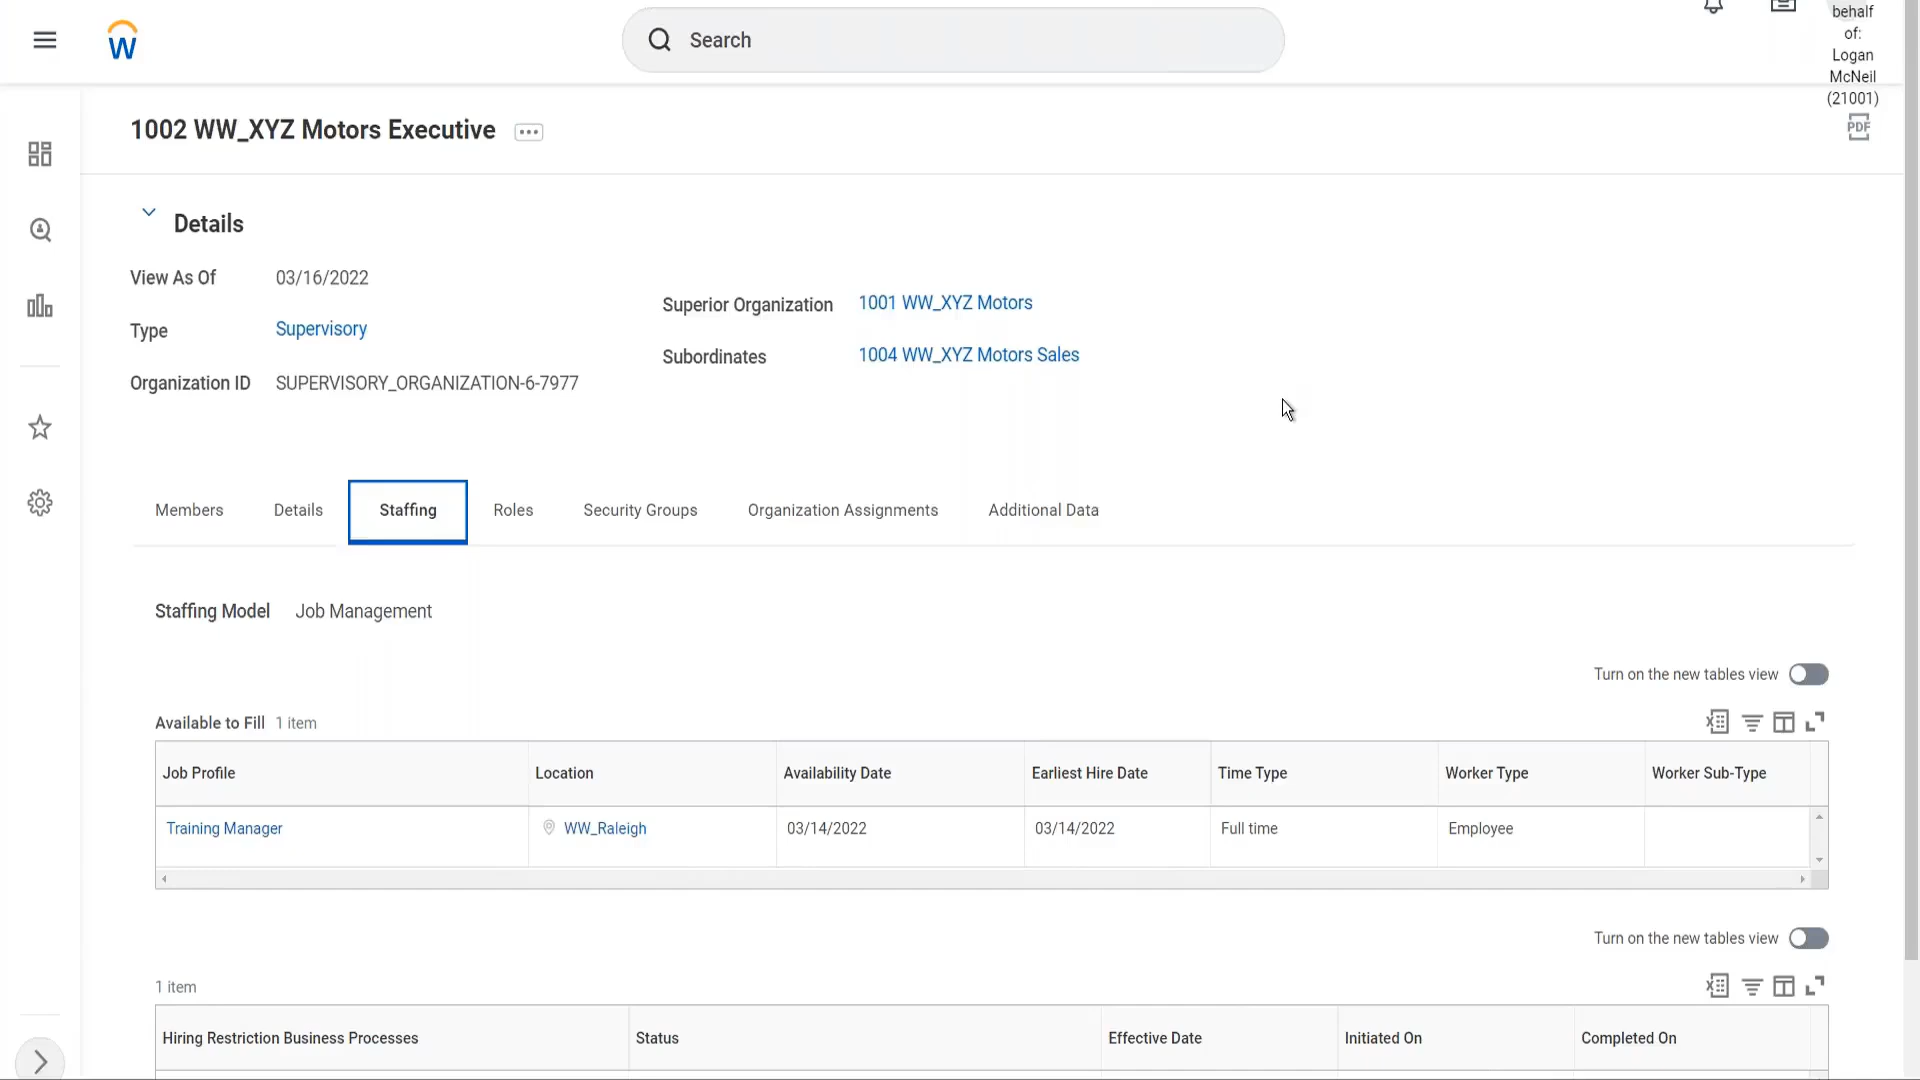 W
Search
behalf
of:
Logan
McNeil
(21001)
1002 WW_XYZ Motors Executive
PDF
Details
View As Of 03/16/2022
Type Supervisory
Organization ID SUPERVISORY_ORGANIZATION-6-7977
Superior Organization 1001 WW_XYZ Motors
Subordinates 1004 WW_XYZ Motors Sales
Members Details Staffing Roles Security Groups Organization Assignments Additional Data
Staffing Model Job Management
Turn on the new tables view
Available to Fill 1 item
Job Profile Location Availability Date Earliest Hire Date Time Type Worker Type Worker Sub-Type
Training Manager WW_Raleigh 03/14/2022 03/14/2022 Full time Employee
Turn on the new tables view
1 item
Hiring Restriction Business Processes Status Effective Date Initiated On Completed On